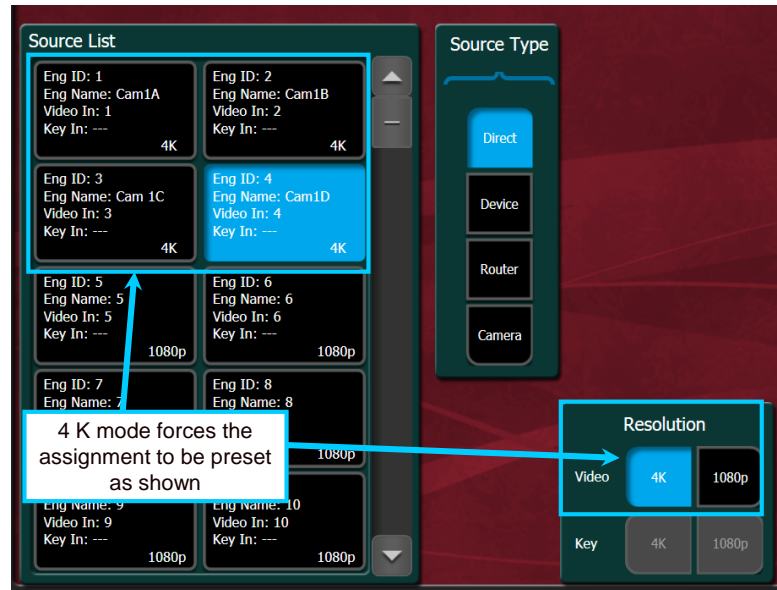 Source List
Eng ID: 1
Eng Name: Cam1A
Video In: 1
Key In: ---
4K
Eng ID: 2
Eng Name: Cam1B
Video In: 2
Key In: ---
4K
Eng ID: 3
Eng Name: Cam 1C
Video In: 3
Key In: ---
4K
Eng ID: 4
Eng Name: Cam1D
Video In: 4
Key In: ---
4K
Eng ID: 5
Eng Name: 5
Video In: 5
Key In: ---
1080p
Eng ID: 6
Eng Name: 6
Video In: 6
Key In: ---
1080p
Eng ID: 7
Eng Name: 7
Eng ID: 8
Eng Name: 8
1080p
4 K mode forces the
assignment to be preset
as shown
Eng Name: 9
Video In: 9
Key In: ---
1080p
Eng Name: 10
Video In: 10
Key In: ---
1080p
Source Type
Direct
Device
Router
Camera
Resolution
Video
4K
1080p
Key
4K
1080p